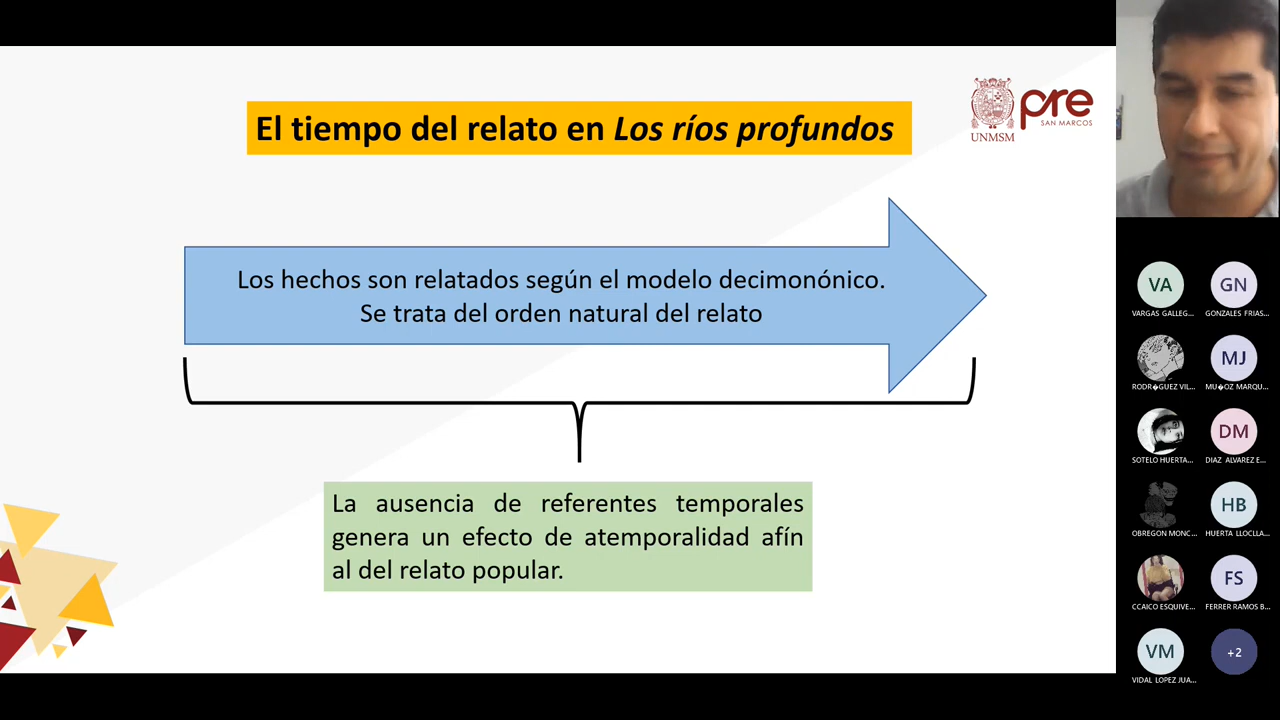 El tiempo del relato en Los ríos profundos
UNMSM
pre
SAN MARCOS
Los hechos son relatados según el modelo decimonónico.
Se trata del orden natural del relato
La ausencia de referentes temporales
genera un efecto de atemporalidad afín
al del relato popular.
VA
VARGAS GALLEG...
GN
GONZALES FRIAS...
RODR�GUEZ VIL...
MJ
MU�OZ MARQU...
SOTELO HUERTA...
DM
DIAZ ALVAREZ E...
OBREGON MONC...
HB
HUERTA LLOCLLA...
CCAICO ESQUIVE...
FS
FERRER RAMOS B...
VM
VIDAL LOPEZ JUA...
+2